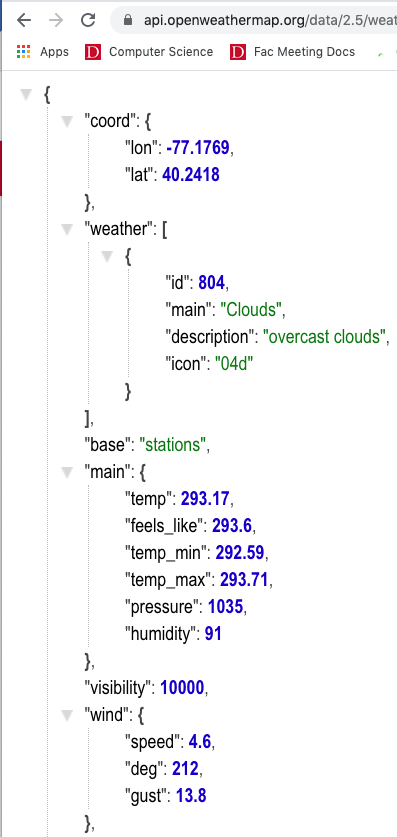 api.openweathermap.org/data/2.5/weat
Apps D Computer Science D Fac Meeting Docs
{
"coord": {
"lon": -77.1769,
"lat": 40.2418
},
"weather": [
{
"id": 804,
"main": "Clouds",
"description": "overcast clouds",
"icon": "04d"
}
],
"base": "stations",
"main": {
"temp": 293.17,
"feels_like": 293.6,
"temp_min": 292.59,
"temp_max": 293.71,
"pressure": 1035,
"humidity": 91
},
"visibility": 10000,
"wind": {
"speed": 4.6,
"deg": 212,
"gust": 13.8
},